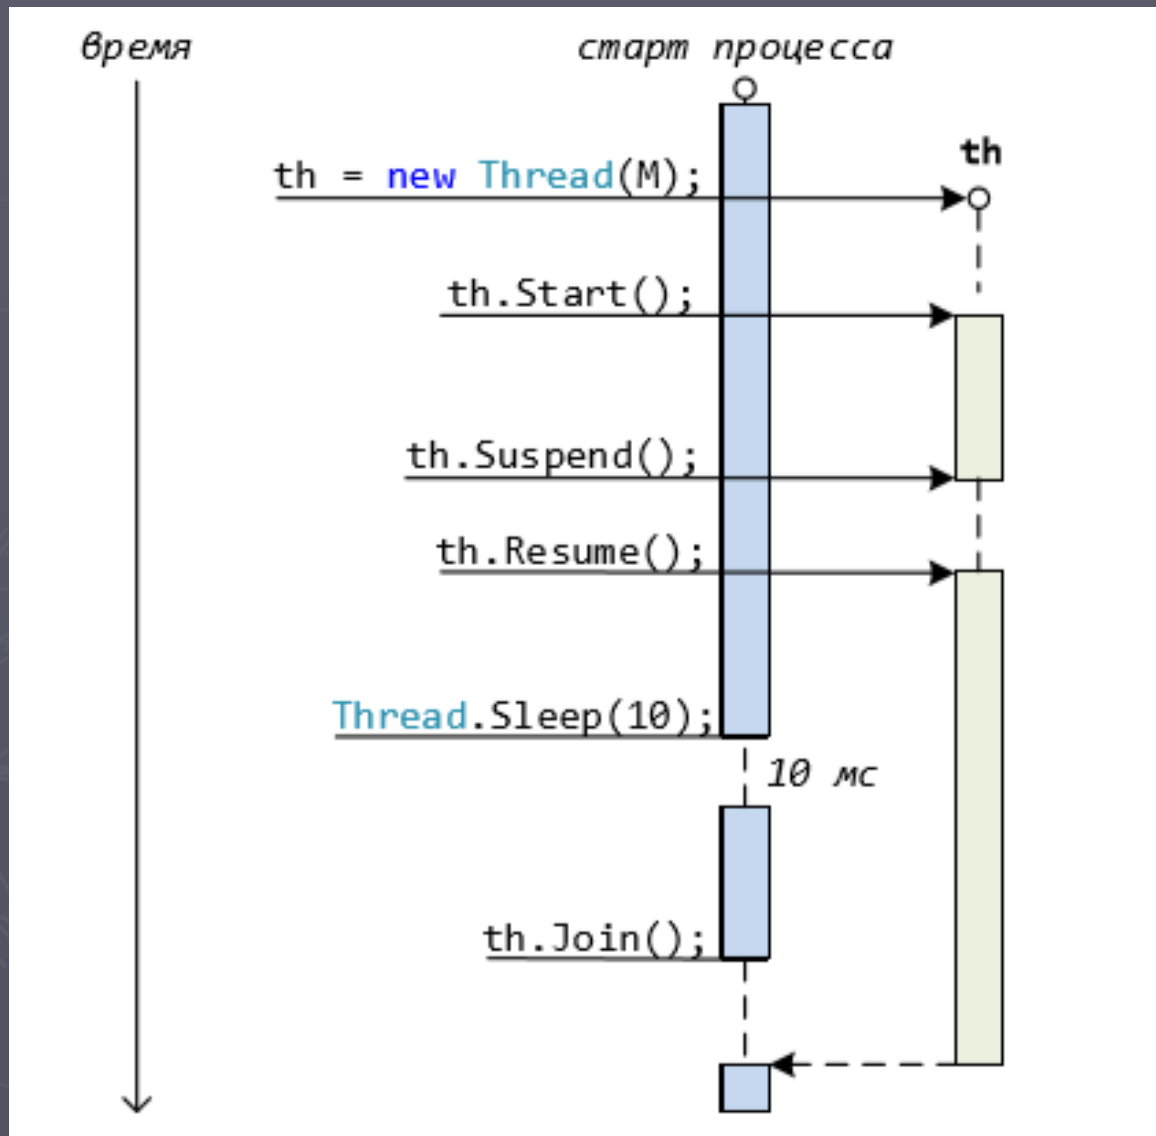 время
старт процесса
th
th = new Thread(M);
th.Start();
th.Suspend();
th.Resume();
Thread.Sleep(10);
10 мс
th.Join();